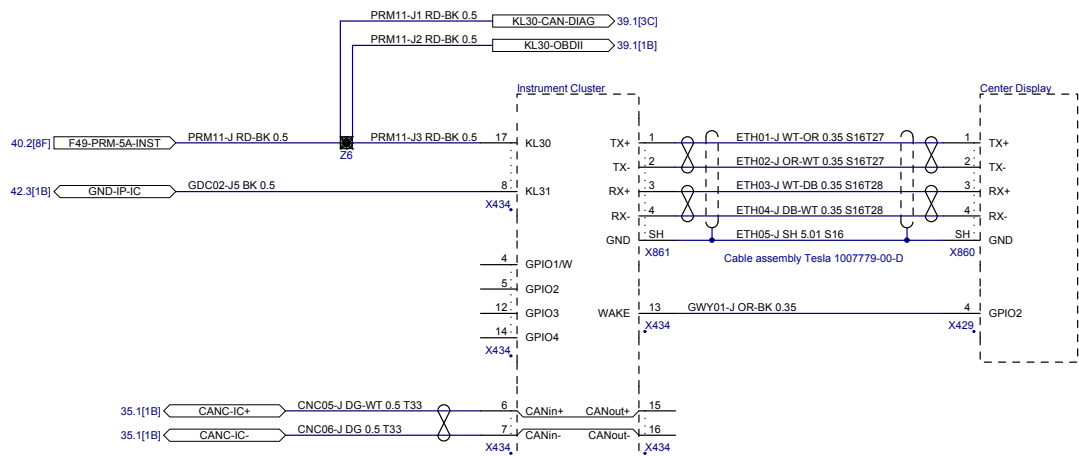 PRM11-J1 RD-BK 0.5 KL30-CAN-DIAG 39.1[3C]
PRM11-J2 RD-BK 0.5 KL30-OBDII 39.1[1B]
Instrument Cluster Center Display
40.2[8F] F49-PRM-5A-INST PRM11-J RD-BK 0.5 PRM11-J3 RD-BK 0.5 17 KL30 TX+ 1 ETH01-J WT-OR 0.35 S16T27 1 TX+
Z6
TX- 2 ETH02-J OR-WT 0.35 S16T27 2 TX-
42.3[1B] GND-IP-IC GDC02-J5 BK 0.5 8 KL31 RX+ 3 ETH03-J WT-DB 0.35 S16T28 3 RX+
X434
RX- 4 ETH04-J DB-WT 0.35 S16T28 4 RX-
GND SH ETH05-J SH 5.01 S16 SH GND
X861 Cable assembly Tesla 1007779-00-D X860
4 GPIO1/W
5 GPIO2
12 GPIO3 WAKE 13 GWY01-J OR-BK 0.35 4 GPIO2
X434 X429
14 GPIO4
X434
35.1[1B] CANC-IC+ CNC05-J DG-WT 0.5 T33 6 CANin+ CANout+ 15
35.1[1B] CANC-IC- CNC06-J DG 0.5 T33 7 CANin- CANout- 16
X434 X434